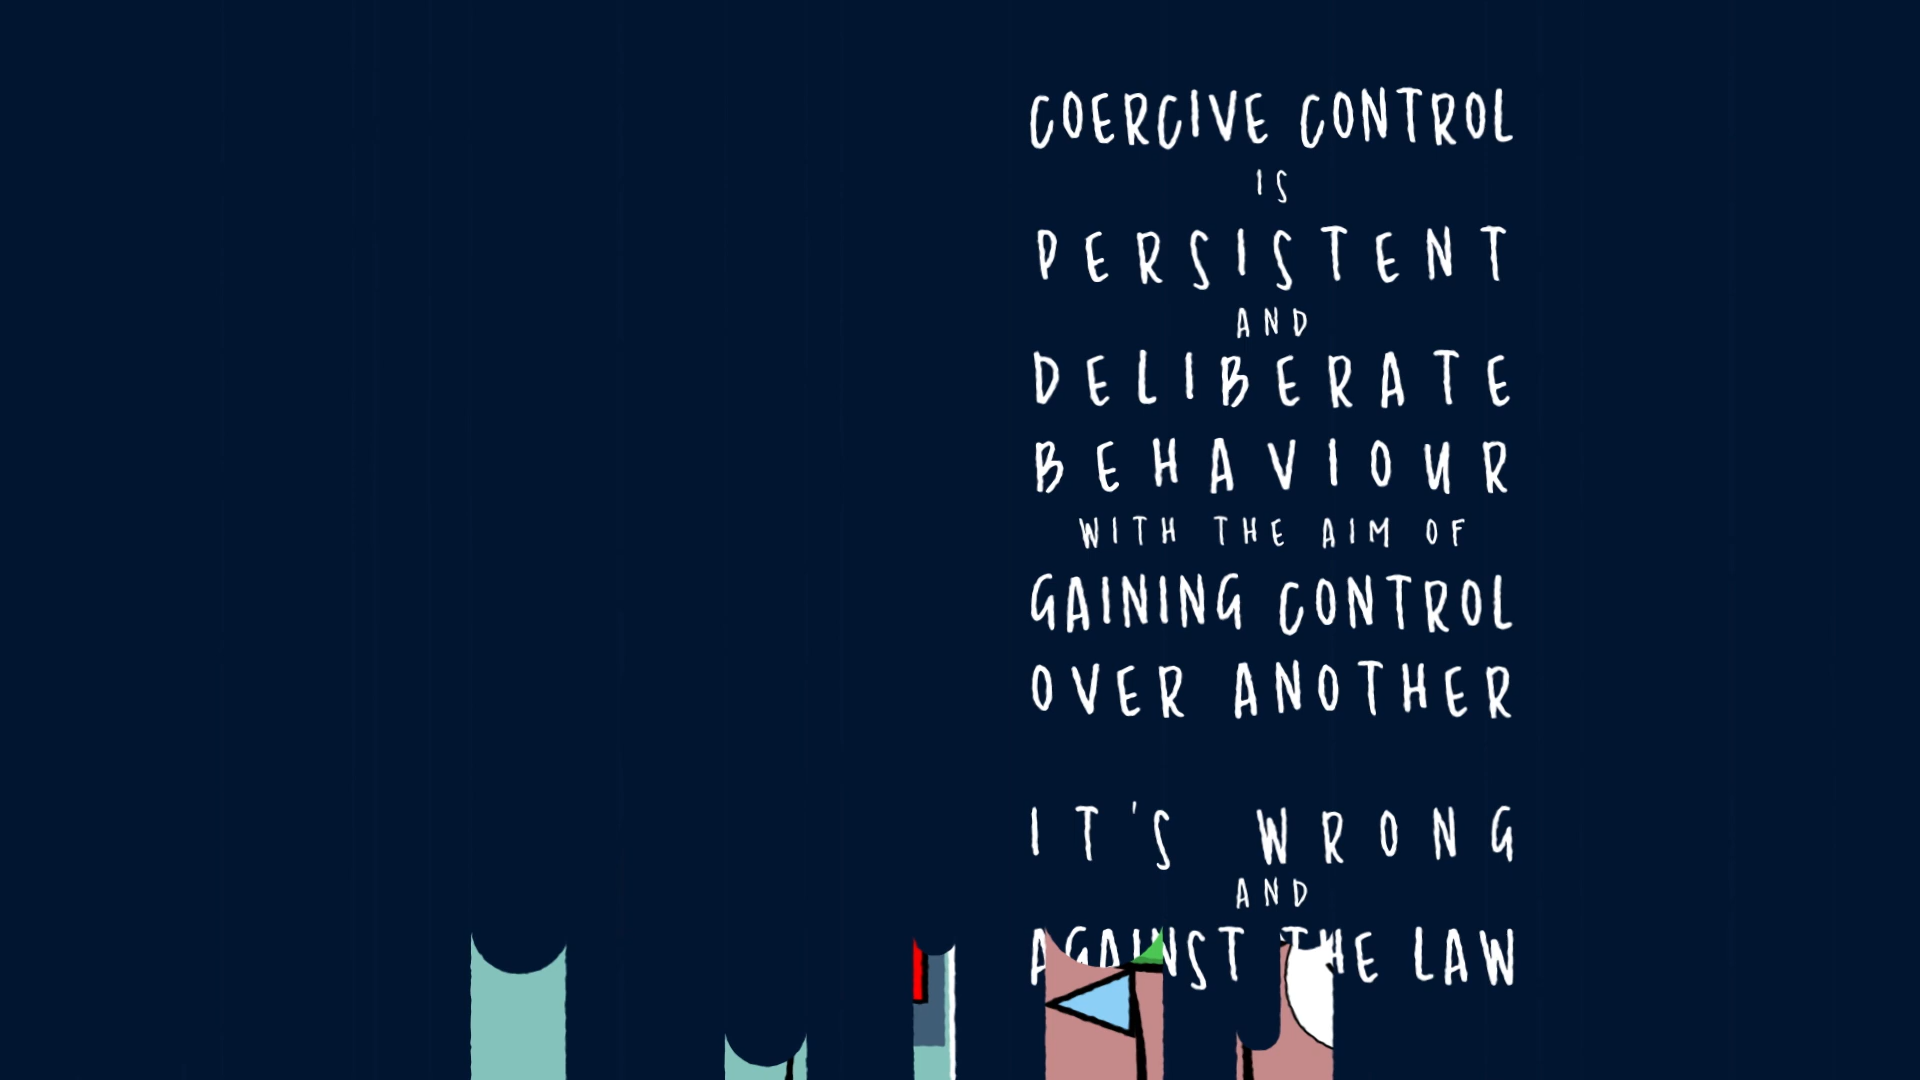 COERCIVE CONTROL
IS
PERSISTENT
AND
DELIBERATE
BEHAVIOUR
WITH THE AIM OF
GAINING CONTROL
OVER ANOTHER
IT'S WRONG
AND
AGAINST THE LAW